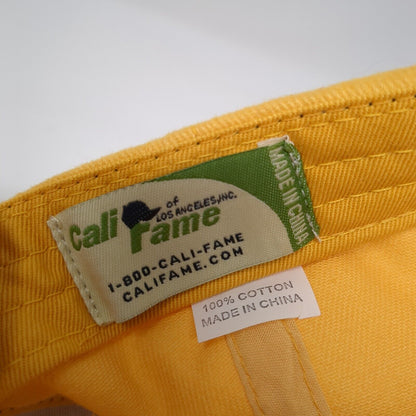 Cali Fame
of
LOS ANGELES, INC.
1-800-CALI-FAME
CALIFAME.COM
MADE IN CHINA
100% COTTON
MADE IN CHINA